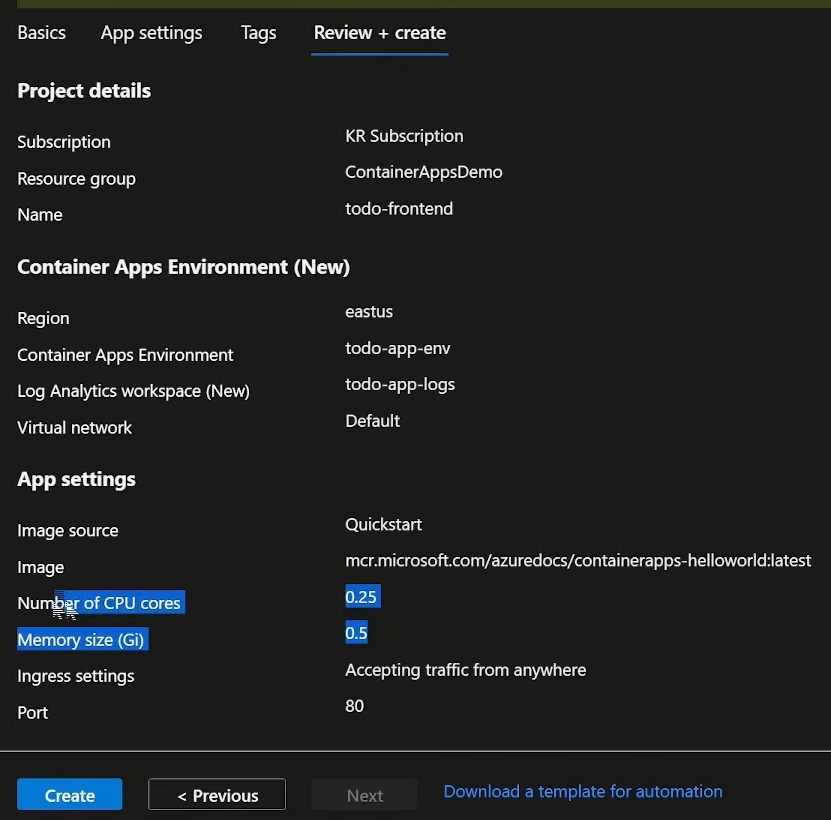 Basics App settings Tags Review + create
Project details
Subscription KR Subscription
Resource group ContainerAppsDemo
Name todo-frontend
Container Apps Environment (New)
Region eastus
Container Apps Environment todo-app-env
Log Analytics workspace (New) todo-app-logs
Virtual network Default
App settings
Image source Quickstart
Image mcr.microsoft.com/azuredocs/containerapps-helloworld:latest
Number of CPU cores 0.25
Memory size (Gi) 0.5
Ingress settings Accepting traffic from anywhere
Port 80
Create < Previous Next Download a template for automation